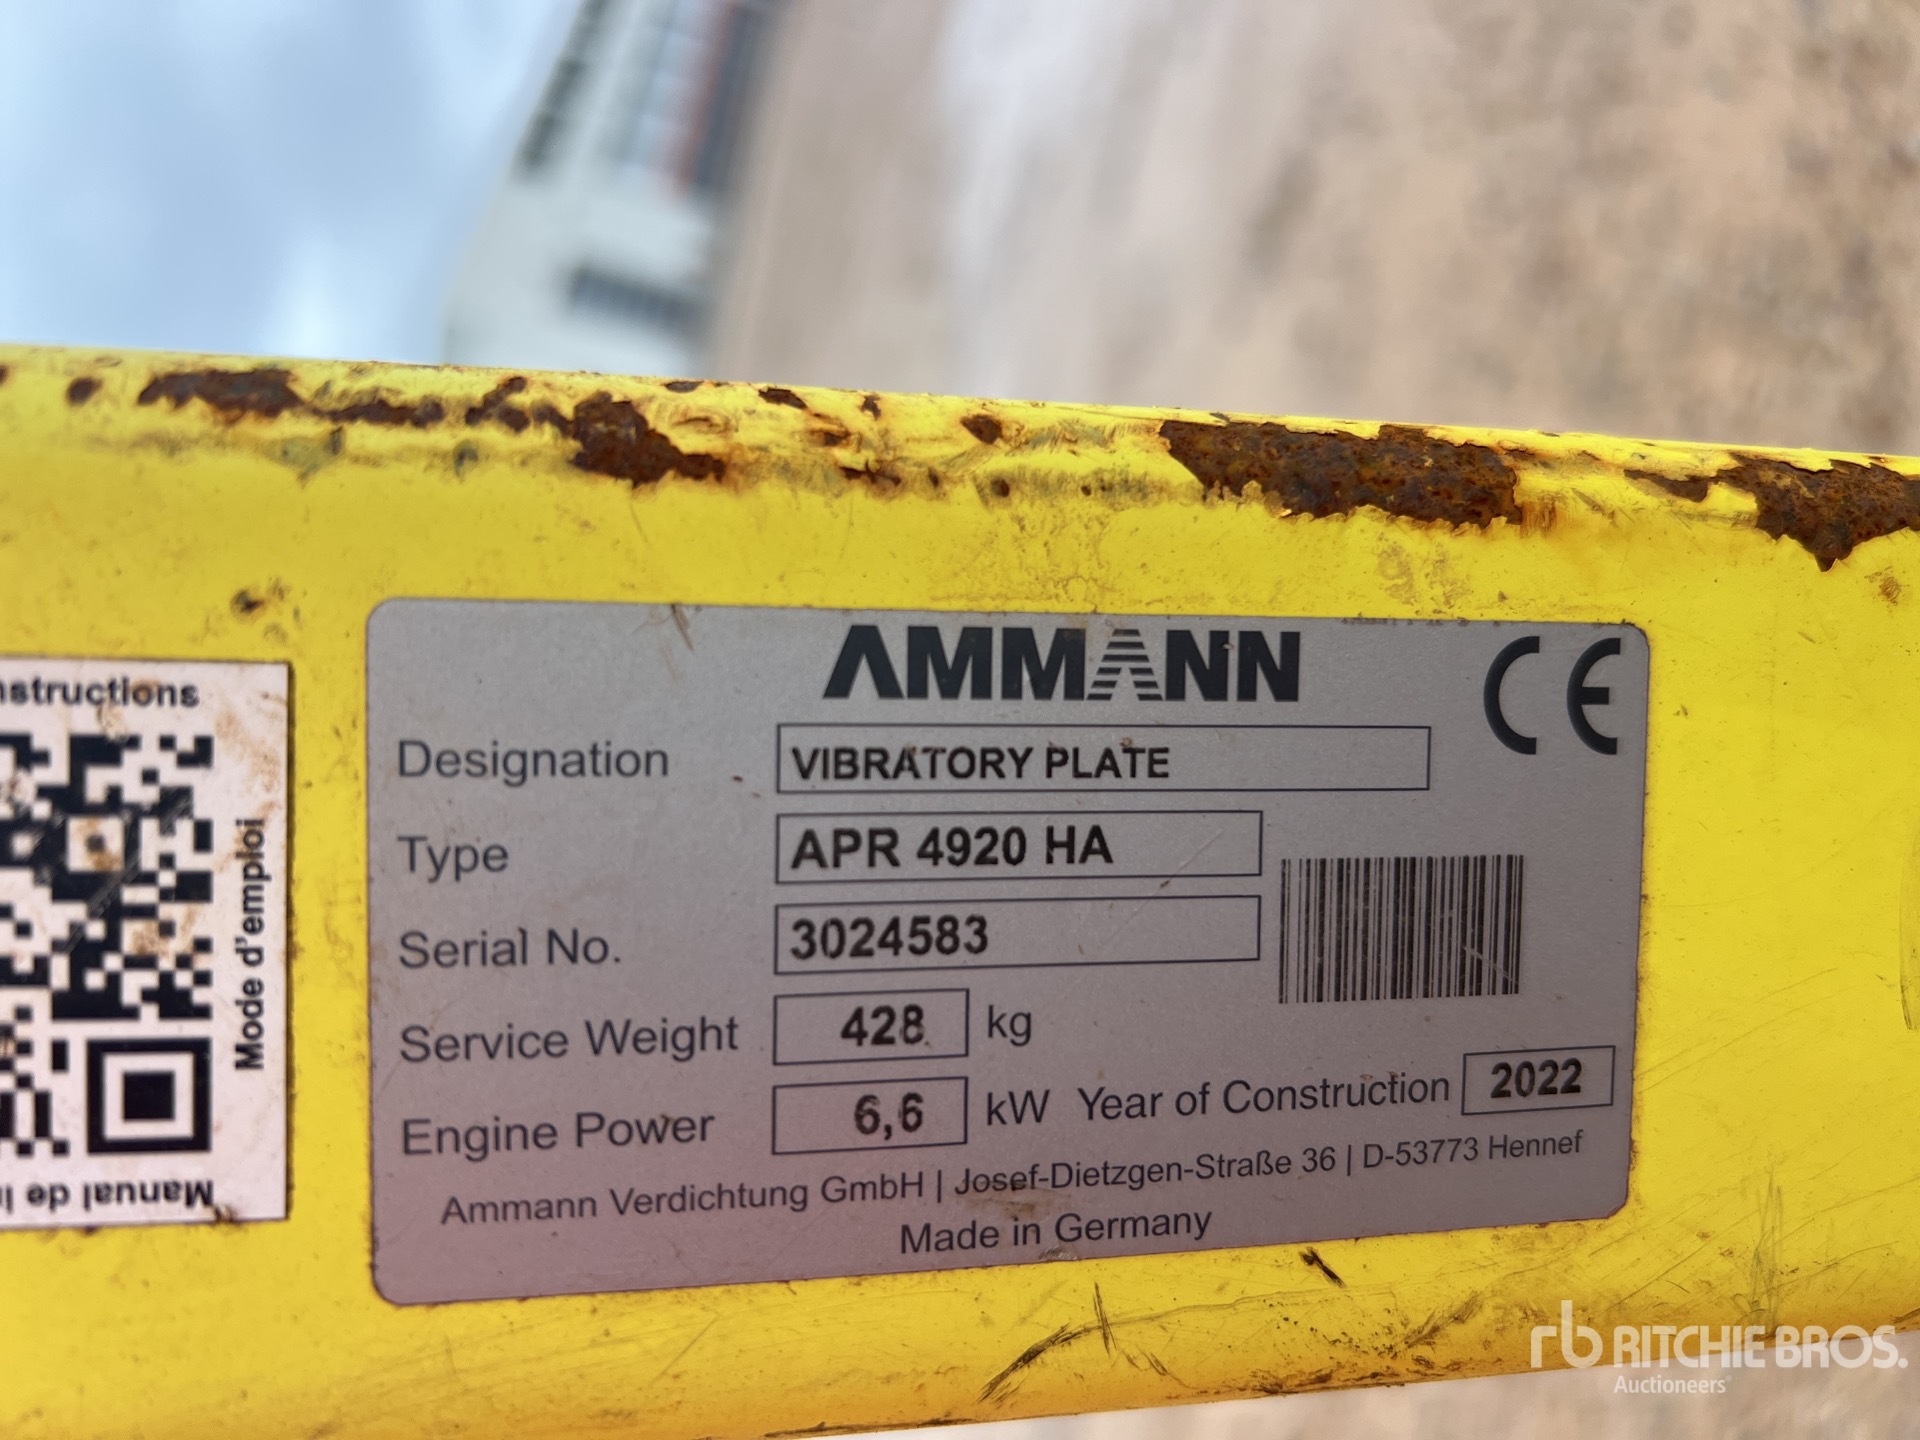 nstructions
Mode d'emploi
Manual de i
AMMANN
CE
Designation VIBRATORY PLATE
Type APR 4920 HA
Serial No. 3024583
Service Weight 428 kg
Engine Power 6,6 kW Year of Construction 2022
Ammann Verdichtung GmbH | Josef-Dietzgen-Straße 36 | D-53773 Hennef
Made in Germany
rb RITCHIE BROS.
Auctioneers